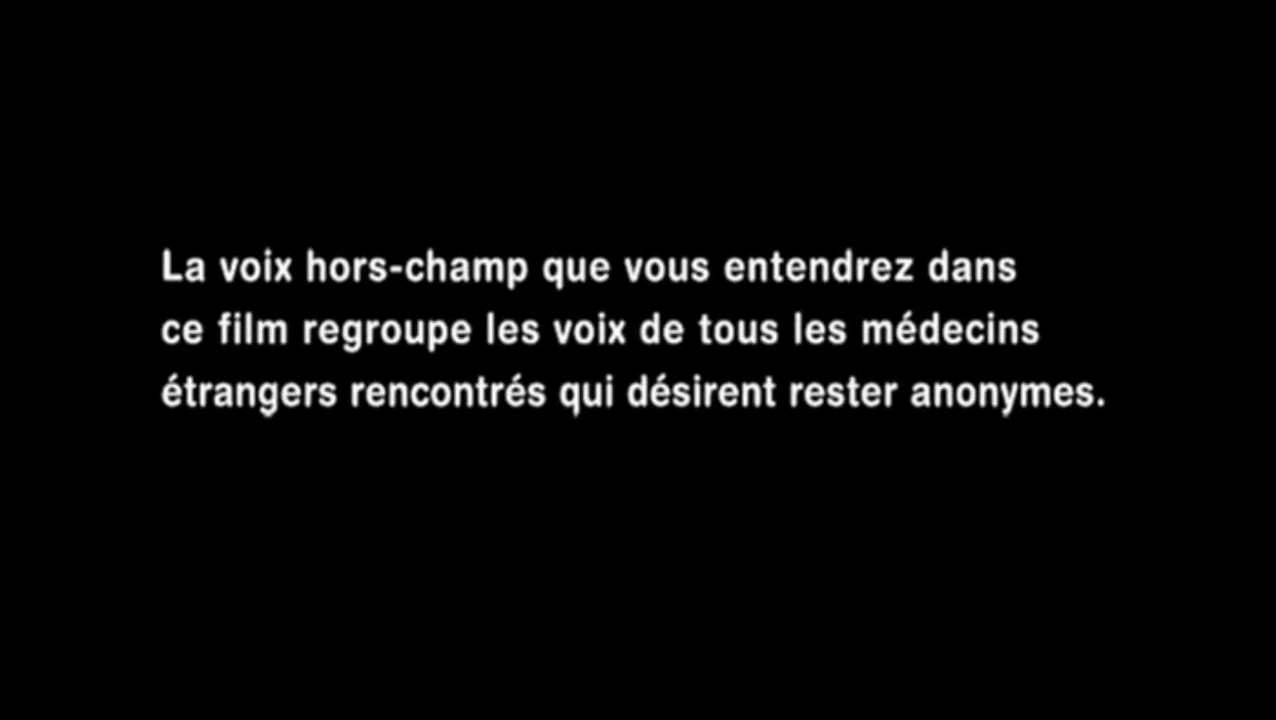 La voix hors-champ que vous entendrez dans
ce film regroupe les voix de tous les médecins
étrangers rencontrés qui désirent rester anonymes.